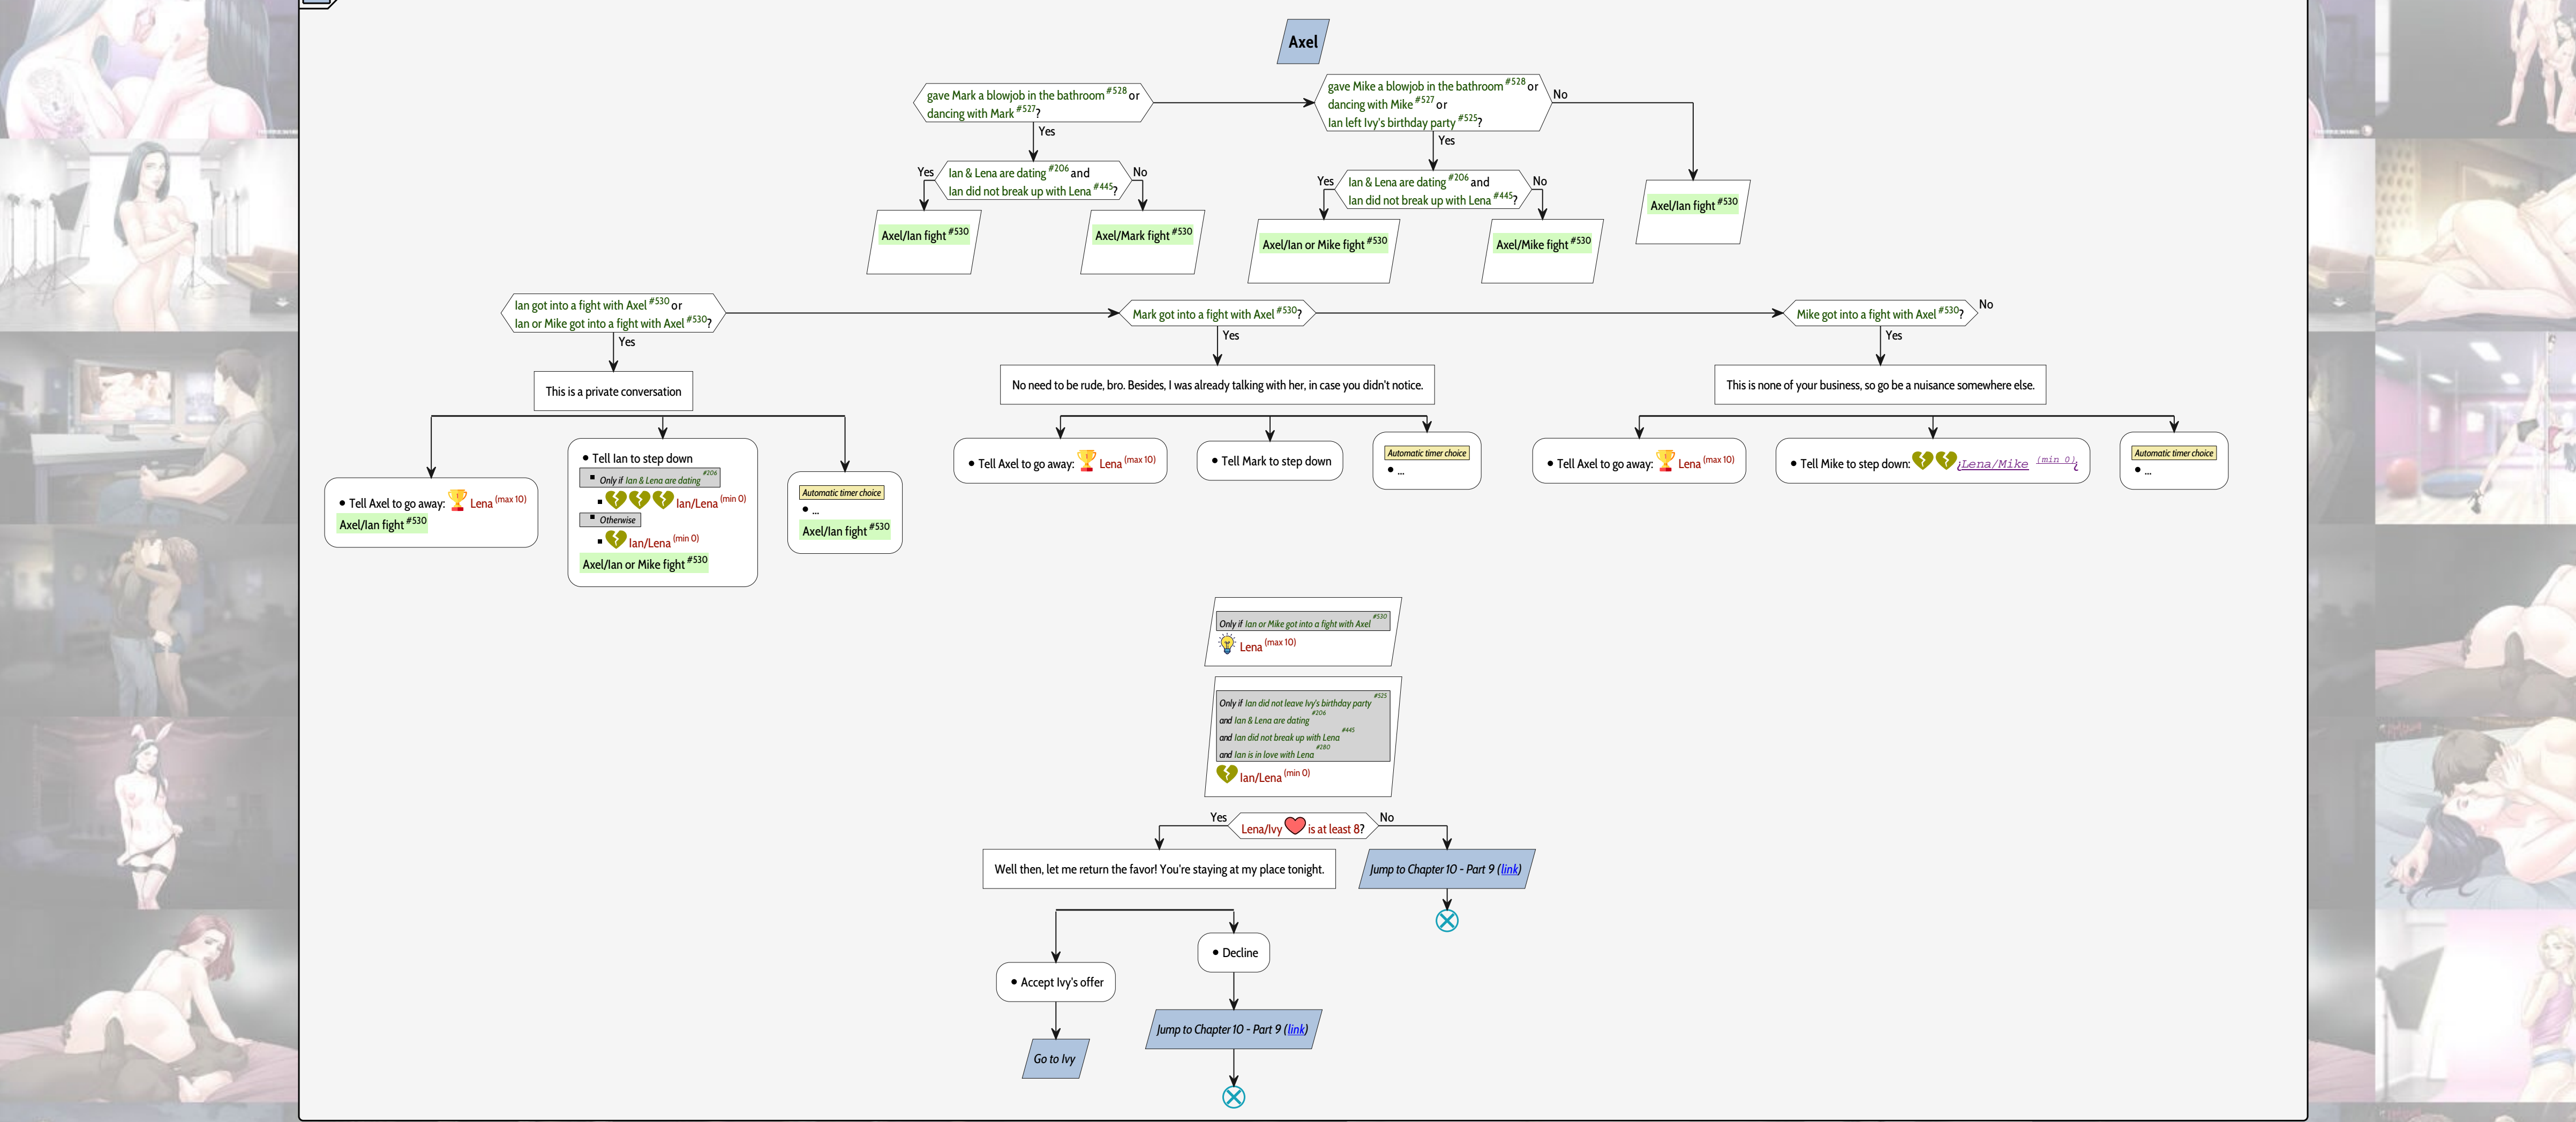 Axel
gave Mark a blowjob in the bathroom #528 or
dancing with Mark #527?
gave Mike a blowjob in the bathroom #528 or
dancing with Mike #527 or
Ian left Ivy's birthday party #525?
No
Yes
Yes
Yes
Ian & Lena are dating #206 and
Ian did not break up with Lena #445?
No
Yes
Ian & Lena are dating #206 and
Ian did not break up with Lena #445?
No
Axel/Ian fight #530
Axel/Mark fight #530
Axel/Ian or Mike fight #530
Axel/Mike fight #530
Axel/Ian fight #530
Ian got into a fight with Axel #530 or
Ian or Mike got into a fight with Axel #530?
Mark got into a fight with Axel #530?
Mike got into a fight with Axel #530?
No
Yes
Yes
Yes
This is a private conversation
No need to be rude, bro. Besides, I was already talking with her, in case you didn't notice.
This is none of your business, so go be a nuisance somewhere else.
• Tell Axel to go away: Lena (max 10)
Axel/Ian fight #530
• Tell Ian to step down
▪ Only if Ian & Lena are dating #206
▪ Ian/Lena (min 0)
▪ Otherwise
▪ Ian/Lena (min 0)
Axel/Ian or Mike fight #530
Automatic timer choice
• ...
Axel/Ian fight #530
• Tell Axel to go away: Lena (max 10)
• Tell Mark to step down
Automatic timer choice
• ...
• Tell Axel to go away: Lena (max 10)
• Tell Mike to step down: ¿Lena/Mike (min 0)¿
Automatic timer choice
• ...
Only if Ian or Mike got into a fight with Axel #530
Lena (max 10)
Only if Ian did not leave Ivy's birthday party #525
and Ian & Lena are dating #206
and Ian did not break up with Lena #445
and Ian is in love with Lena #280
Ian/Lena (min 0)
Yes
Lena/Ivy is at least 8?
No
Well then, let me return the favor! You're staying at my place tonight.
Jump to Chapter 10 - Part 9 (link)
• Decline
• Accept Ivy's offer
Jump to Chapter 10 - Part 9 (link)
Go to Ivy